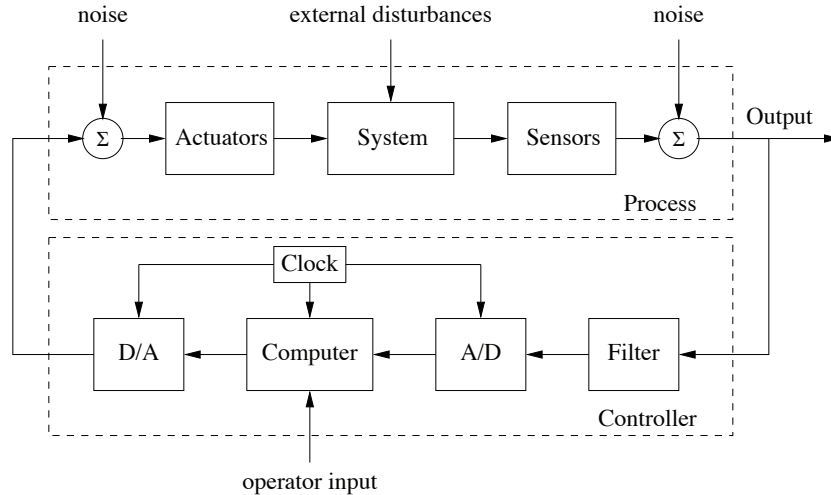 noise
external disturbances
noise
Σ
Actuators
System
Sensors
Σ
Output
Process
Clock
D/A
Computer
A/D
Filter
Controller
operator input